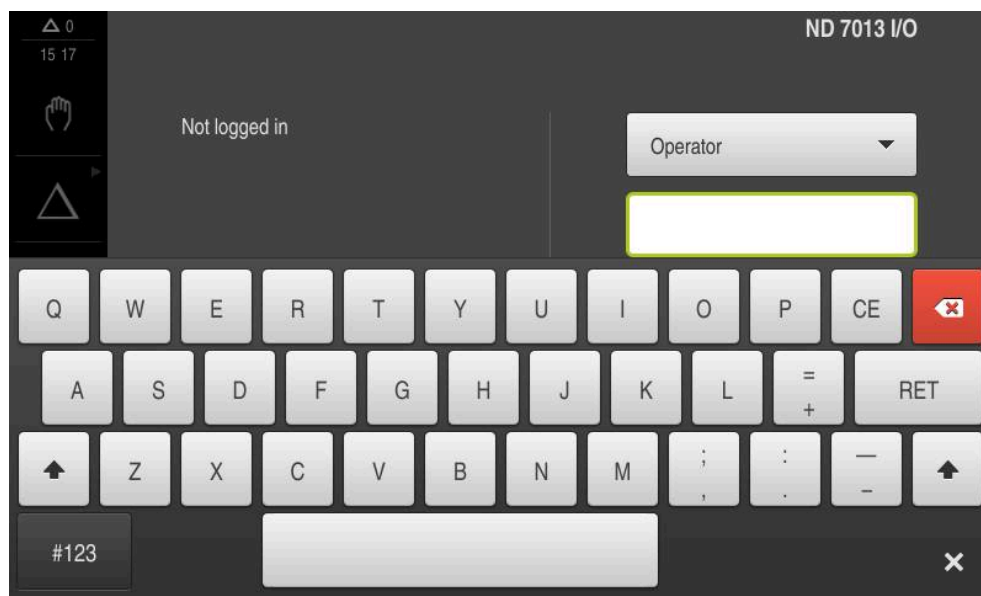 0
15 17
ND 7013 I/O
Not logged in
Operator
Q W E R T Y U I O P CE
A S D F G H J K L = + RET
Z X C V B N M ; , : . — –
#123